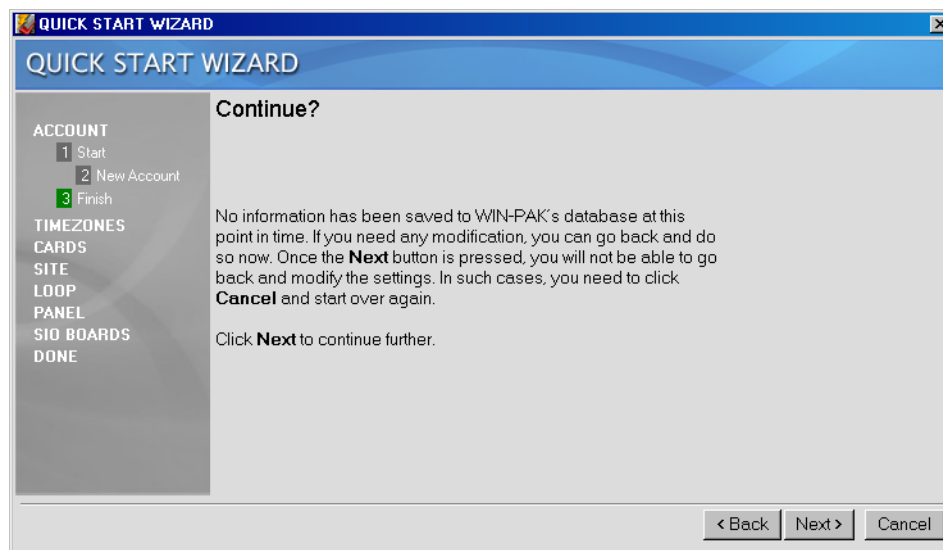 QUICK START WIZARD
QUICK START WIZARD
ACCOUNT
1 Start
2 New Account
3 Finish
TIMEZONES
CARDS
SITE
LOOP
PANEL
SIO BOARDS
DONE
Continue?
No information has been saved to WIN-PAK´s database at this
point in time. If you need any modification, you can go back and do
so now. Once the Next button is pressed, you will not be able to go
back and modify the settings. In such cases, you need to click
Cancel and start over again.
Click Next to continue further.
< Back Next > Cancel